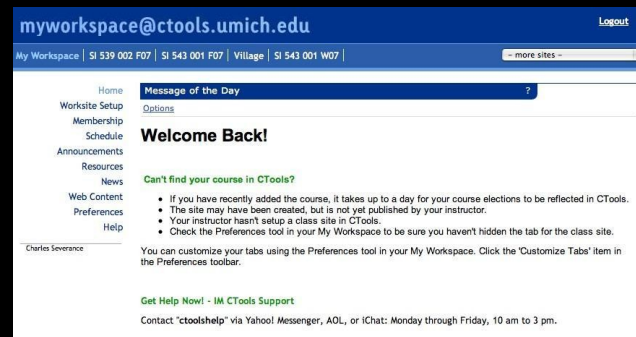 myworkspace@ctools.umich.edu
Logout
My Workspace | SI 539 002 F07 | SI 543 001 F07 | Village | SI 543 001 W07 |
- more sites -
Home
Worksite Setup
Membership
Schedule
Announcements
Resources
News
Web Content
Preferences
Help
Charles Severance
Message of the Day
?
Options
Welcome Back!
Can't find your course in CTools?
• If you have recently added the course, it takes up to a day for your course elections to be reflected in CTools.
• The site may have been created, but is not yet published by your instructor.
• Your instructor hasn't setup a class site in CTools.
• Check the Preferences tool in your My Workspace to be sure you haven't hidden the tab for the class site.
You can customize your tabs using the Preferences tool in your My Workspace. Click the 'Customize Tabs' item in
the Preferences toolbar.
Get Help Now! - IM CTools Support
Contact "ctoolshelp" via Yahoo! Messenger, AOL, or iChat: Monday through Friday, 10 am to 3 pm.